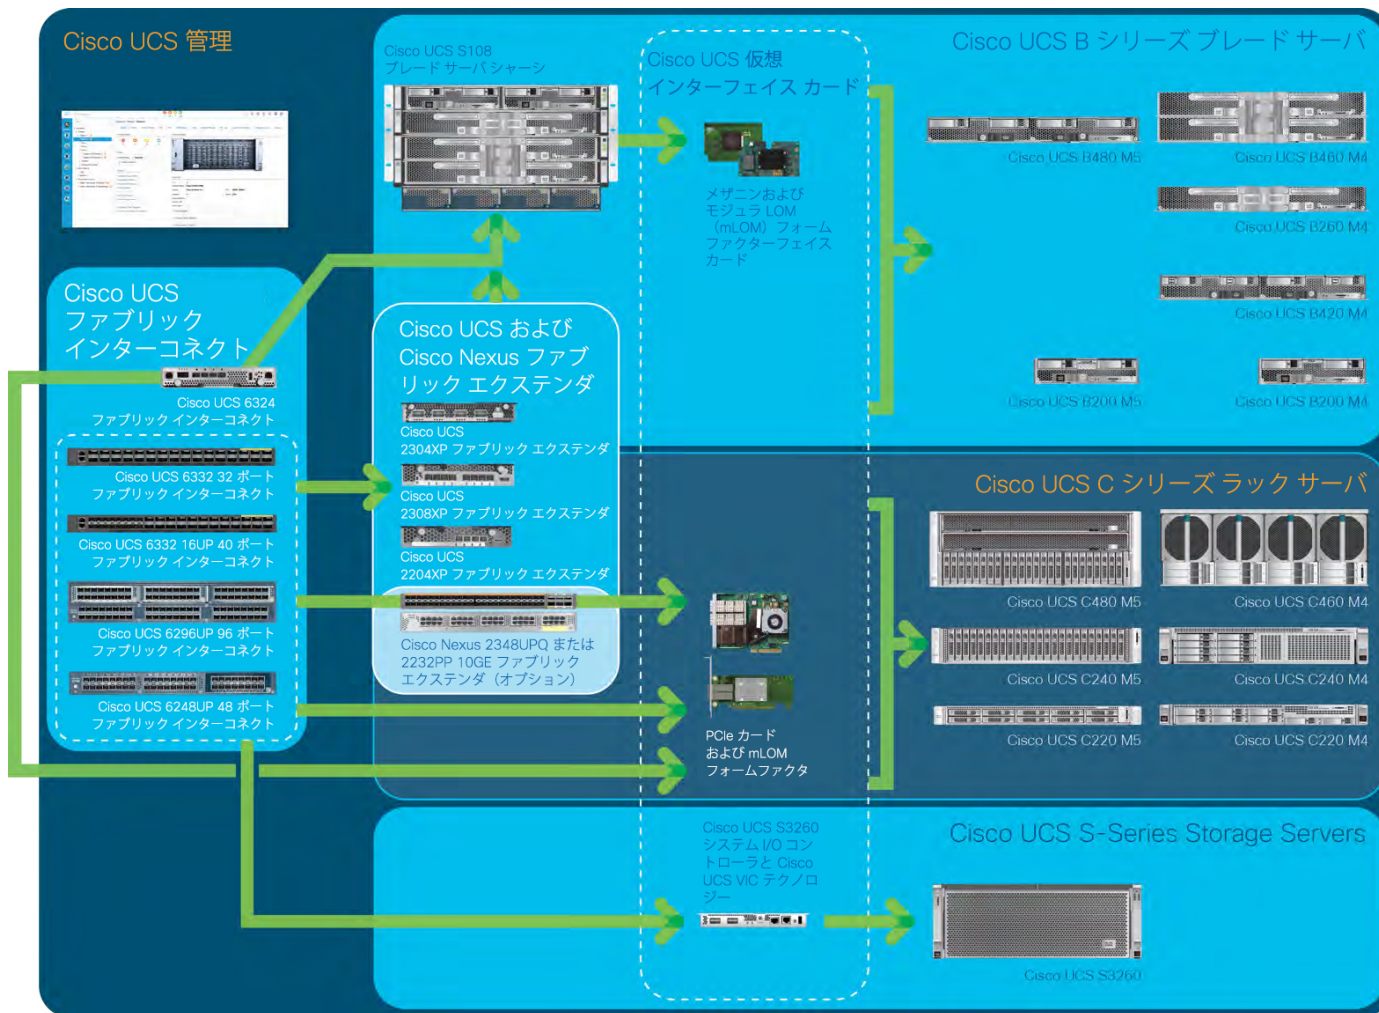 Cisco UCS 管理
Cisco UCS S108
ブレード サーバ シャーシ
Cisco UCS 仮想
インターフェイス カード
Cisco UCS B シリーズ ブレード サーバ
Cisco UCS B480 M5
Cisco UCS B460 M4
メザニンおよび
モジュラ LOM
（mLOM）フォーム
ファクターフェイス
カード
Cisco UCS B260 M4
Cisco UCS B420 M4
Cisco UCS B200 M5
Cisco UCS B200 M4
Cisco UCS
ファブリック
インターコネクト
Cisco UCS 6324
ファブリック インターコネクト
Cisco UCS 6332 32 ポート
ファブリック インターコネクト
Cisco UCS 6332 16UP 40 ポート
ファブリック インターコネクト
Cisco UCS 6296UP 96 ポート
ファブリック インターコネクト
Cisco UCS 6248UP 48 ポート
ファブリック インターコネクト
Cisco UCS および
Cisco Nexus ファブ
リック エクステンダ
Cisco UCS
2304XP ファブリック エクステンダ
Cisco UCS
2308XP ファブリック エクステンダ
Cisco UCS
2204XP ファブリック エクステンダ
Cisco Nexus 2348UPQ または
2232PP 10GE ファブリック
エクステンダ（オプション）
PCIe カード
および mLOM
フォームファクタ
Cisco UCS C シリーズ ラック サーバ
Cisco UCS C480 M5
Cisco UCS C460 M4
Cisco UCS C240 M5
Cisco UCS C240 M4
Cisco UCS C220 M5
Cisco UCS C220 M4
Cisco UCS S3260
システム I/O コン
トローラと Cisco
UCS VIC テクノロ
ジー
Cisco UCS S-Series Storage Servers
Cisco UCS S3260